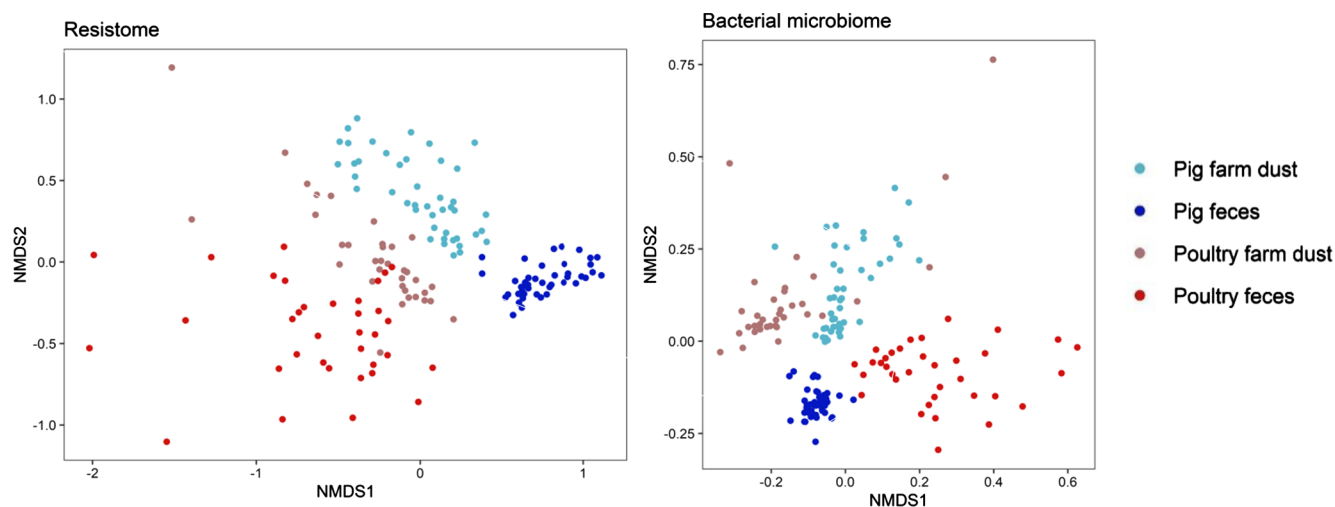 Resistome
1.0
0.5
0.0
-0.5
-1.0
NMDS2
-2
-1
0
1
NMDS1
Bacterial microbiome
0.75
0.50
0.25
0.00
-0.25
NMDS2
-0.2
0.0
0.2
0.4
0.6
NMDS1
Pig farm dust
Pig feces
Poultry farm dust
Poultry feces